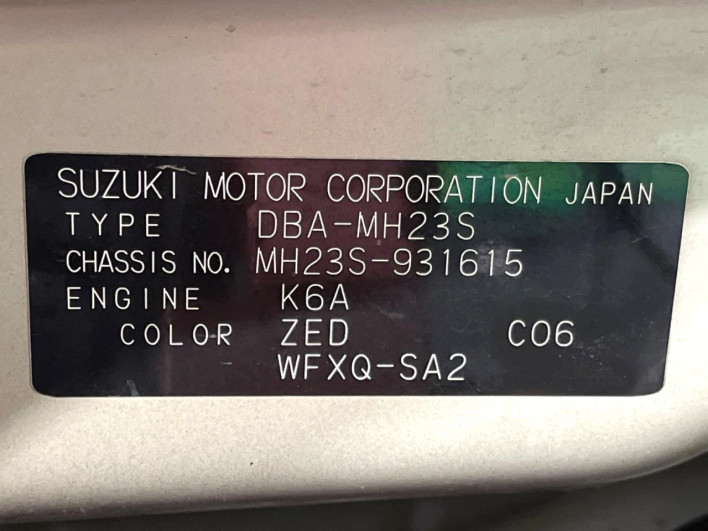 SUZUKI MOTOR CORPORATION JAPAN
TYPE DBA-MH23S
CHASSIS NO. MH23S-931615
ENGINE K6A
COLOR ZED C06
WFXQ-SA2